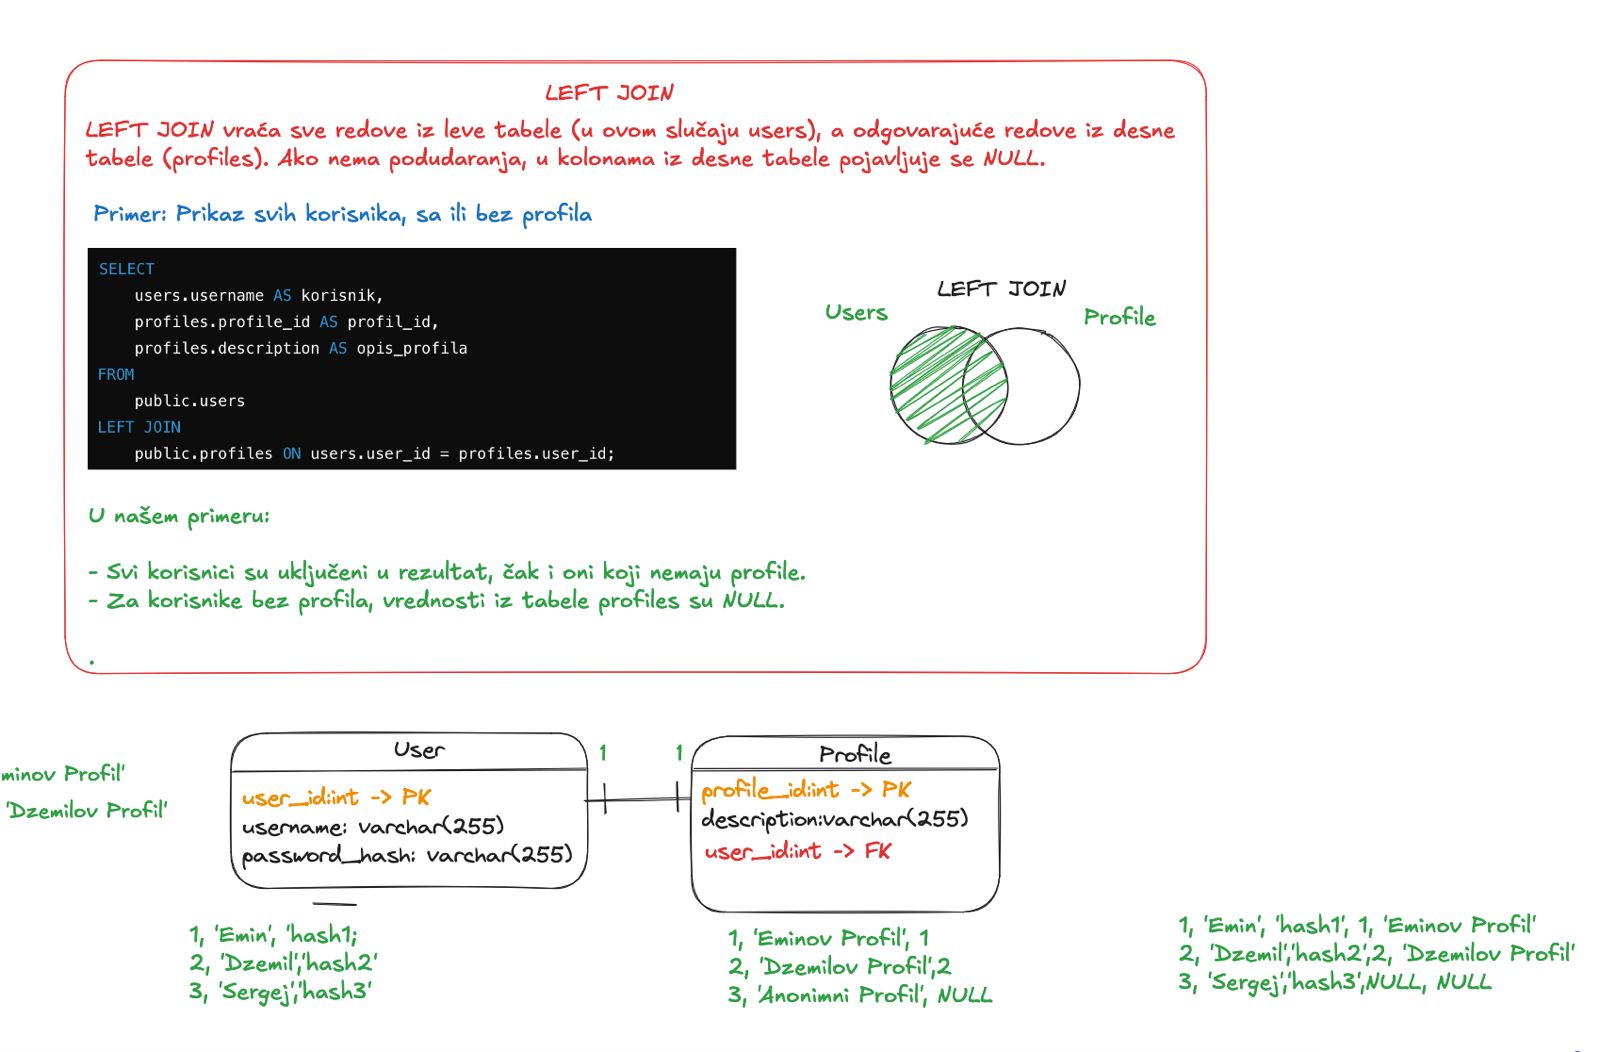 LEFT JOIN
LEFT JOIN vraća sve redove iz leve tabele (u ovom slučaju users), a odgovarajuće redove iz desne
tabele (profiles). Ako nema podudaranja, u kolonama iz desne tabele pojavljuje se NULL.
Primer: Prikaz svih korisnika, sa ili bez profila
SELECT
users.username AS korisnik,
profiles.profile_id AS profil_id,
profiles.description AS opis_profila
FROM
public.users
LEFT JOIN
public.profiles ON users.user_id = profiles.user_id;
LEFT JOIN
Users
Profile
U našem primeru:
- Svi korisnici su uključeni u rezultat, čak i oni koji nemaju profile.
- Za korisnike bez profila, vrednosti iz tabele profiles su NULL.
.
minov Profil'
'Dzemilov Profil'
User
user_id:int -> PK
username: varchar(255)
password_hash: varchar(255)
1
1
Profile
profile_id:int -> PK
description:varchar(255)
user_id:int -> FK
1, 'Emin', 'hash1;
2, 'Dzemil','hash2'
3, 'Sergej','hash3'
1, 'Eminov Profil', 1
2, 'Dzemilov Profil',2
3, 'Anonimni Profil', NULL
1, 'Emin', 'hash1', 1, 'Eminov Profil'
2, 'Dzemil','hash2',2, 'Dzemilov Profil'
3, 'Sergej','hash3',NULL, NULL